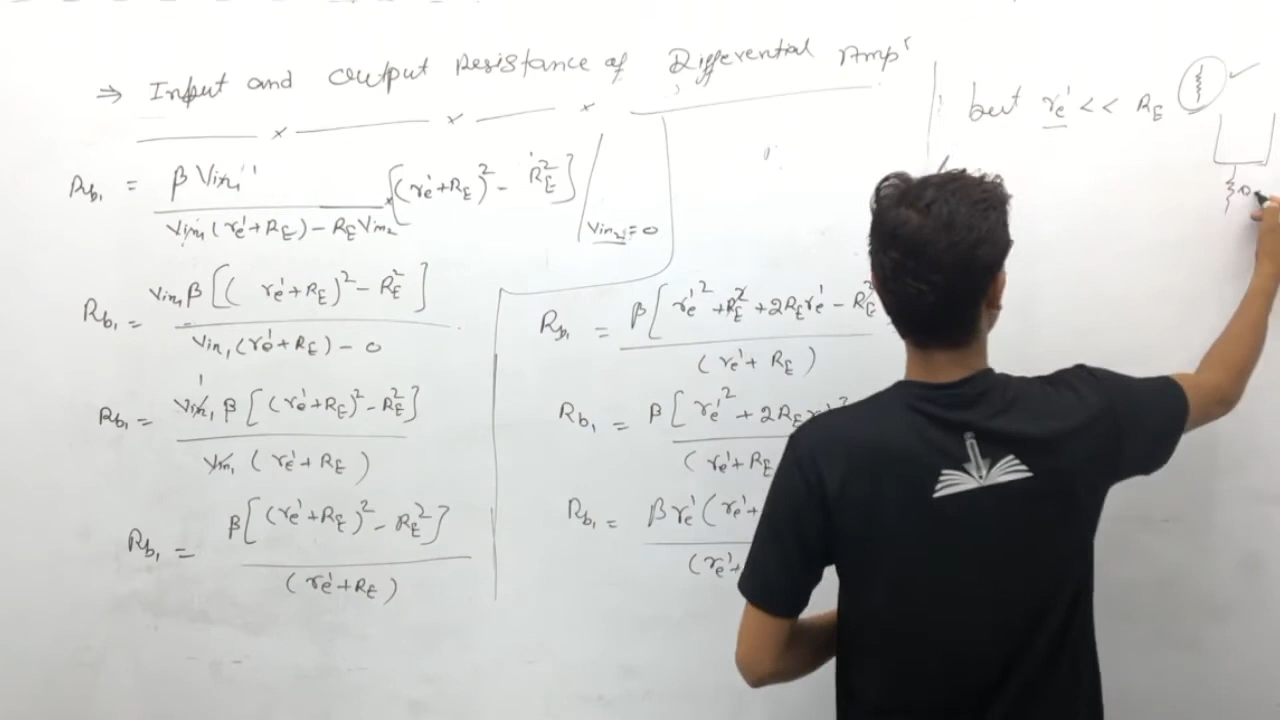 ⇒ Input and Output Resistance of Differential Amp'
Rb₁ = β Vin₁ / (Vin₁(re'+RE) - RE Vin₂) × [(re'+RE)² - RE²] / Vin₂ = 0
Rb₁ = Vin₁ β [(re'+RE)² - RE²] / (Vin₁(re'+RE) - 0)
Rb₁ = Vin₁ β [(re'+RE)² - RE²] / (Vin₁ (re'+RE))
Rb₁ = β [(re'+RE)² - RE²] / (re'+RE)
Rb₁ = β [re'² + RE² + 2RE re' - RE² / (re' + RE)
Rb₁ = β [re'² + 2RE / (re'+RE
Rb₁ = β re' (re'+ / (re'+
but re' << RE